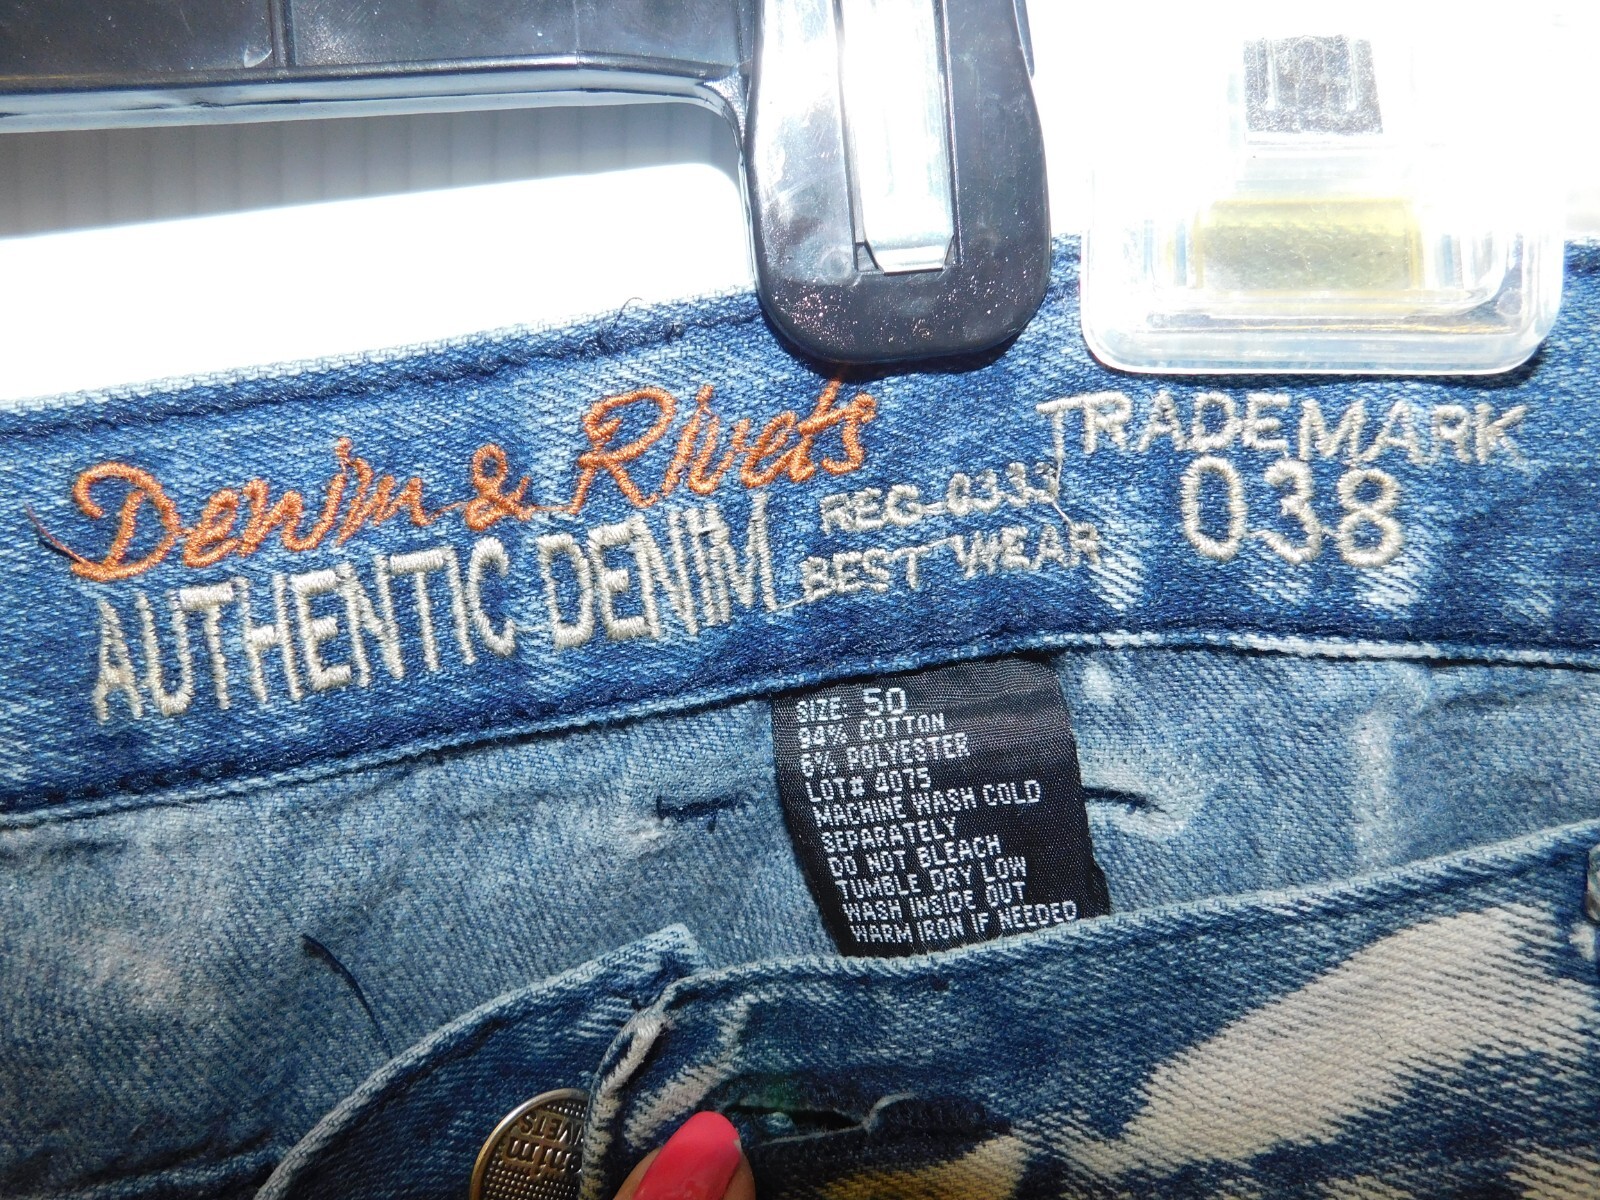 Denim & Rivets
AUTHENTIC DENIM
REG-0333
BEST WEAR
TRADEMARK
038
SIZE: 50
94% COTTON
6% POLYESTER
LOT# 4075
MACHINE WASH COLD
SEPARATELY
DO NOT BLEACH
TUMBLE DRY LOW
WASH INSIDE OUT
WARM IRON IF NEEDED